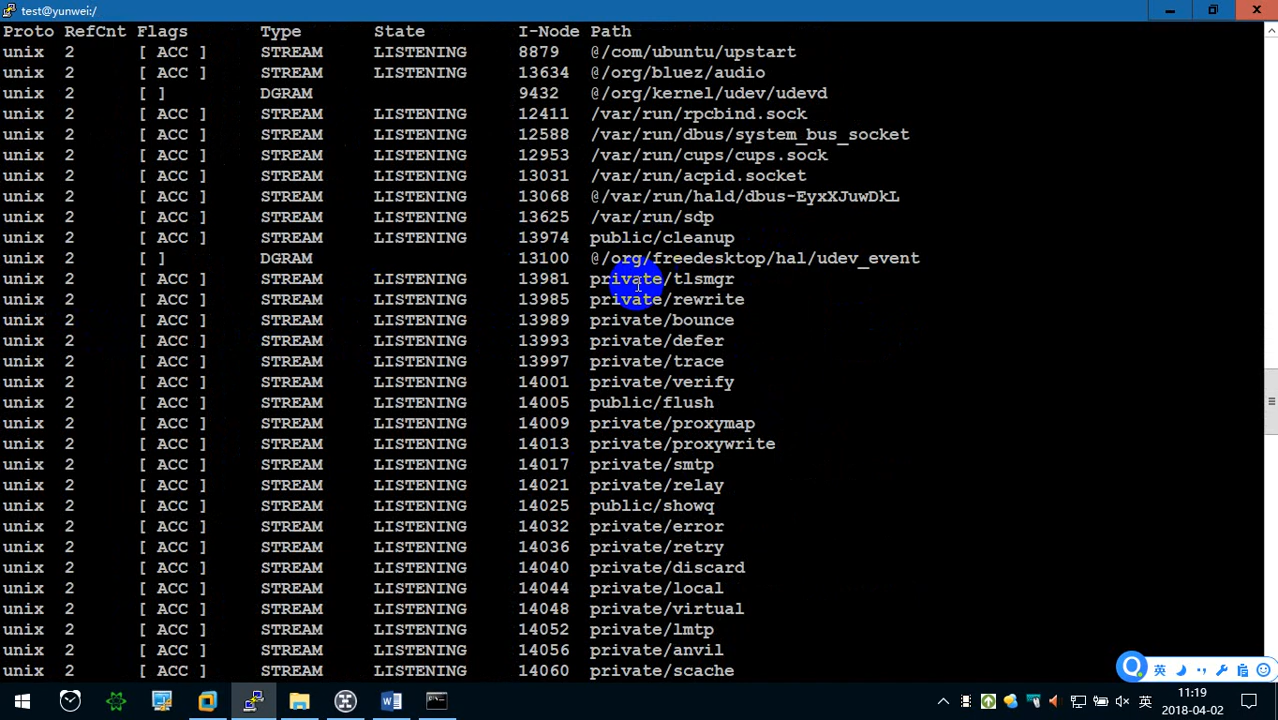 test@yunwei:/
Proto RefCnt Flags Type State I-Node Path
unix 2 [ ACC ] STREAM LISTENING 8879 @/com/ubuntu/upstart
unix 2 [ ACC ] STREAM LISTENING 13634 @/org/bluez/audio
unix 2 [ ] DGRAM 9432 @/org/kernel/udev/udevd
unix 2 [ ACC ] STREAM LISTENING 12411 /var/run/rpcbind.sock
unix 2 [ ACC ] STREAM LISTENING 12588 /var/run/dbus/system_bus_socket
unix 2 [ ACC ] STREAM LISTENING 12953 /var/run/cups/cups.sock
unix 2 [ ACC ] STREAM LISTENING 13031 /var/run/acpid.socket
unix 2 [ ACC ] STREAM LISTENING 13068 @/var/run/hald/dbus-EyxXJuwDkL
unix 2 [ ACC ] STREAM LISTENING 13625 /var/run/sdp
unix 2 [ ACC ] STREAM LISTENING 13974 public/cleanup
unix 2 [ ] DGRAM 13100 @/org/freedesktop/hal/udev_event
unix 2 [ ACC ] STREAM LISTENING 13981 private/tlsmgr
unix 2 [ ACC ] STREAM LISTENING 13985 private/rewrite
unix 2 [ ACC ] STREAM LISTENING 13989 private/bounce
unix 2 [ ACC ] STREAM LISTENING 13993 private/defer
unix 2 [ ACC ] STREAM LISTENING 13997 private/trace
unix 2 [ ACC ] STREAM LISTENING 14001 private/verify
unix 2 [ ACC ] STREAM LISTENING 14005 public/flush
unix 2 [ ACC ] STREAM LISTENING 14009 private/proxymap
unix 2 [ ACC ] STREAM LISTENING 14013 private/proxywrite
unix 2 [ ACC ] STREAM LISTENING 14017 private/smtp
unix 2 [ ACC ] STREAM LISTENING 14021 private/relay
unix 2 [ ACC ] STREAM LISTENING 14025 public/showq
unix 2 [ ACC ] STREAM LISTENING 14032 private/error
unix 2 [ ACC ] STREAM LISTENING 14036 private/retry
unix 2 [ ACC ] STREAM LISTENING 14040 private/discard
unix 2 [ ACC ] STREAM LISTENING 14044 private/local
unix 2 [ ACC ] STREAM LISTENING 14048 private/virtual
unix 2 [ ACC ] STREAM LISTENING 14052 private/lmtp
unix 2 [ ACC ] STREAM LISTENING 14056 private/anvil
unix 2 [ ACC ] STREAM LISTENING 14060 private/scache
英
英
11:19
2018-04-02